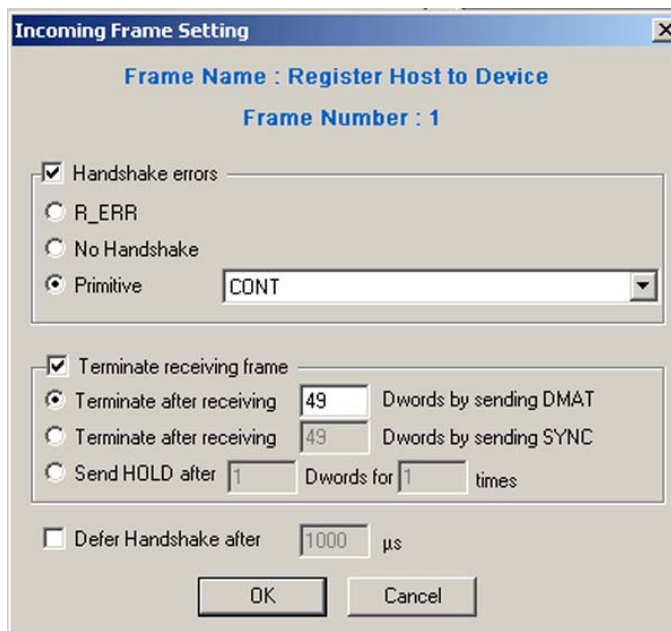 Incoming Frame Setting
Frame Name : Register Host to Device
Frame Number : 1
Handshake errors
R_ERR
No Handshake
Primitive CONT
Terminate receiving frame
Terminate after receiving 49 Dwords by sending DMAT
Terminate after receiving 49 Dwords by sending SYNC
Send HOLD after 1 Dwords for 1 times
Defer Handshake after 1000 µs
OK Cancel